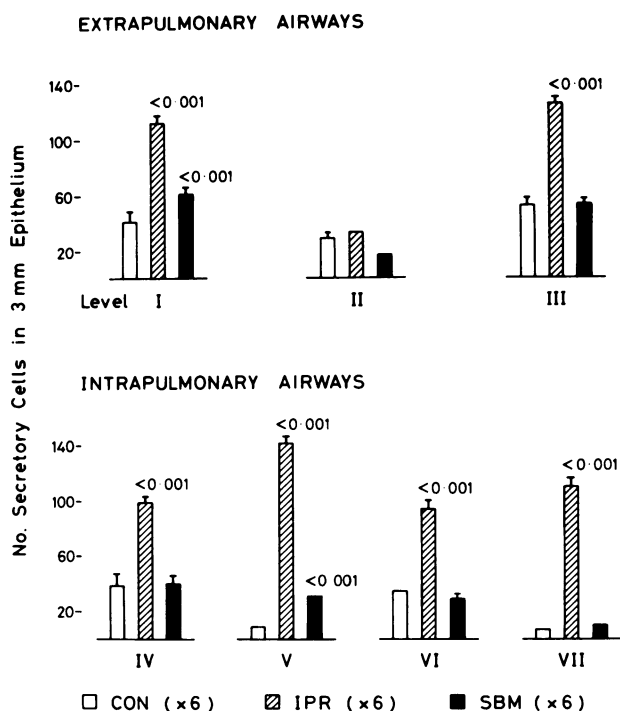 EXTRAPULMONARY AIRWAYS
No. Secretory Cells in 3mm Epithelium
140-
100-
60-
20-
<0·001
<0·001
<0·001
Level I II III
INTRAPULMONARY AIRWAYS
140-
100-
60-
20-
<0·001
<0·001
<0·001
<0·001
<0·001
IV V VI VII
CON (×6) IPR (×6) SBM (×6)